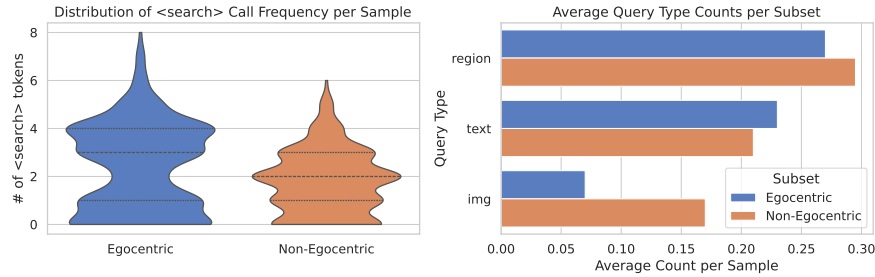 Distribution of <search> Call Frequency per Sample
# of <search> tokens
8
6
4
2
0
Egocentric
Non-Egocentric
Average Query Type Counts per Subset
Query Type
region
text
img
Subset
Egocentric
Non-Egocentric
0.00 0.05 0.10 0.15 0.20 0.25 0.30
Average Count per Sample